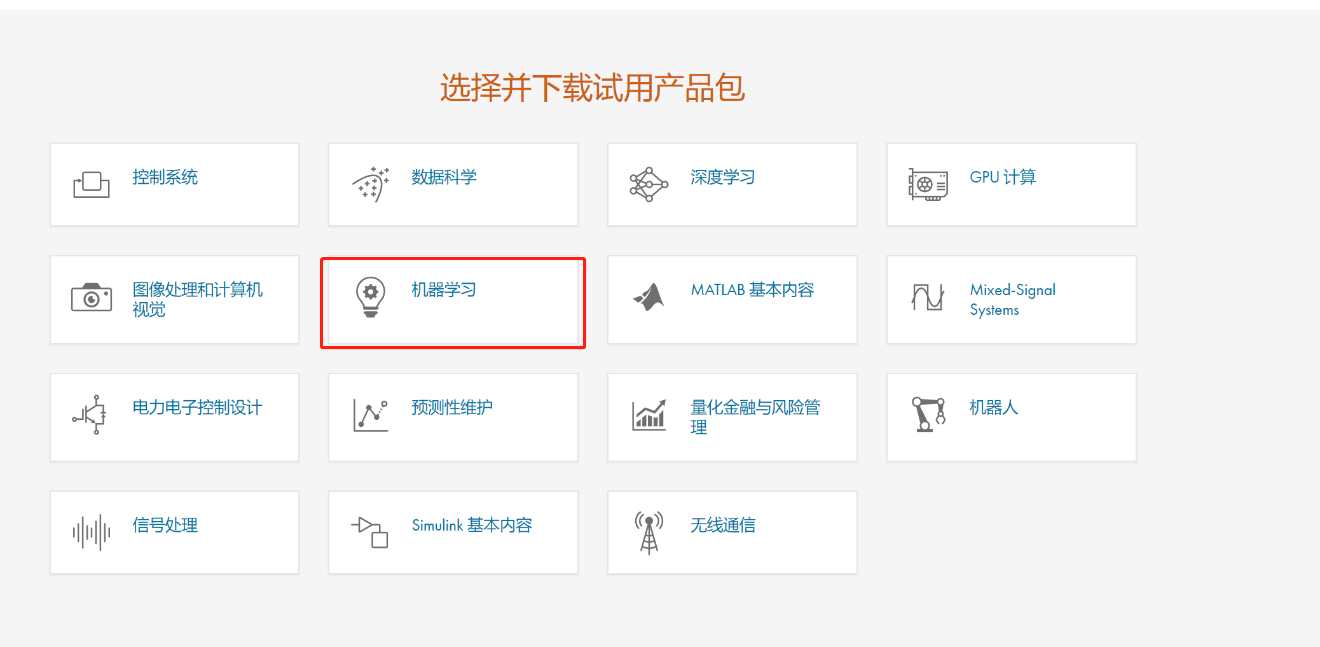 选择并下载试用产品包
控制系统
数据科学
深度学习
GPU 计算
图像处理和计算机
视觉
机器学习
MATLAB 基本内容
Mixed-Signal
Systems
电力电子控制设计
预测性维护
量化金融与风险管
理
机器人
信号处理
Simulink 基本内容
无线通信